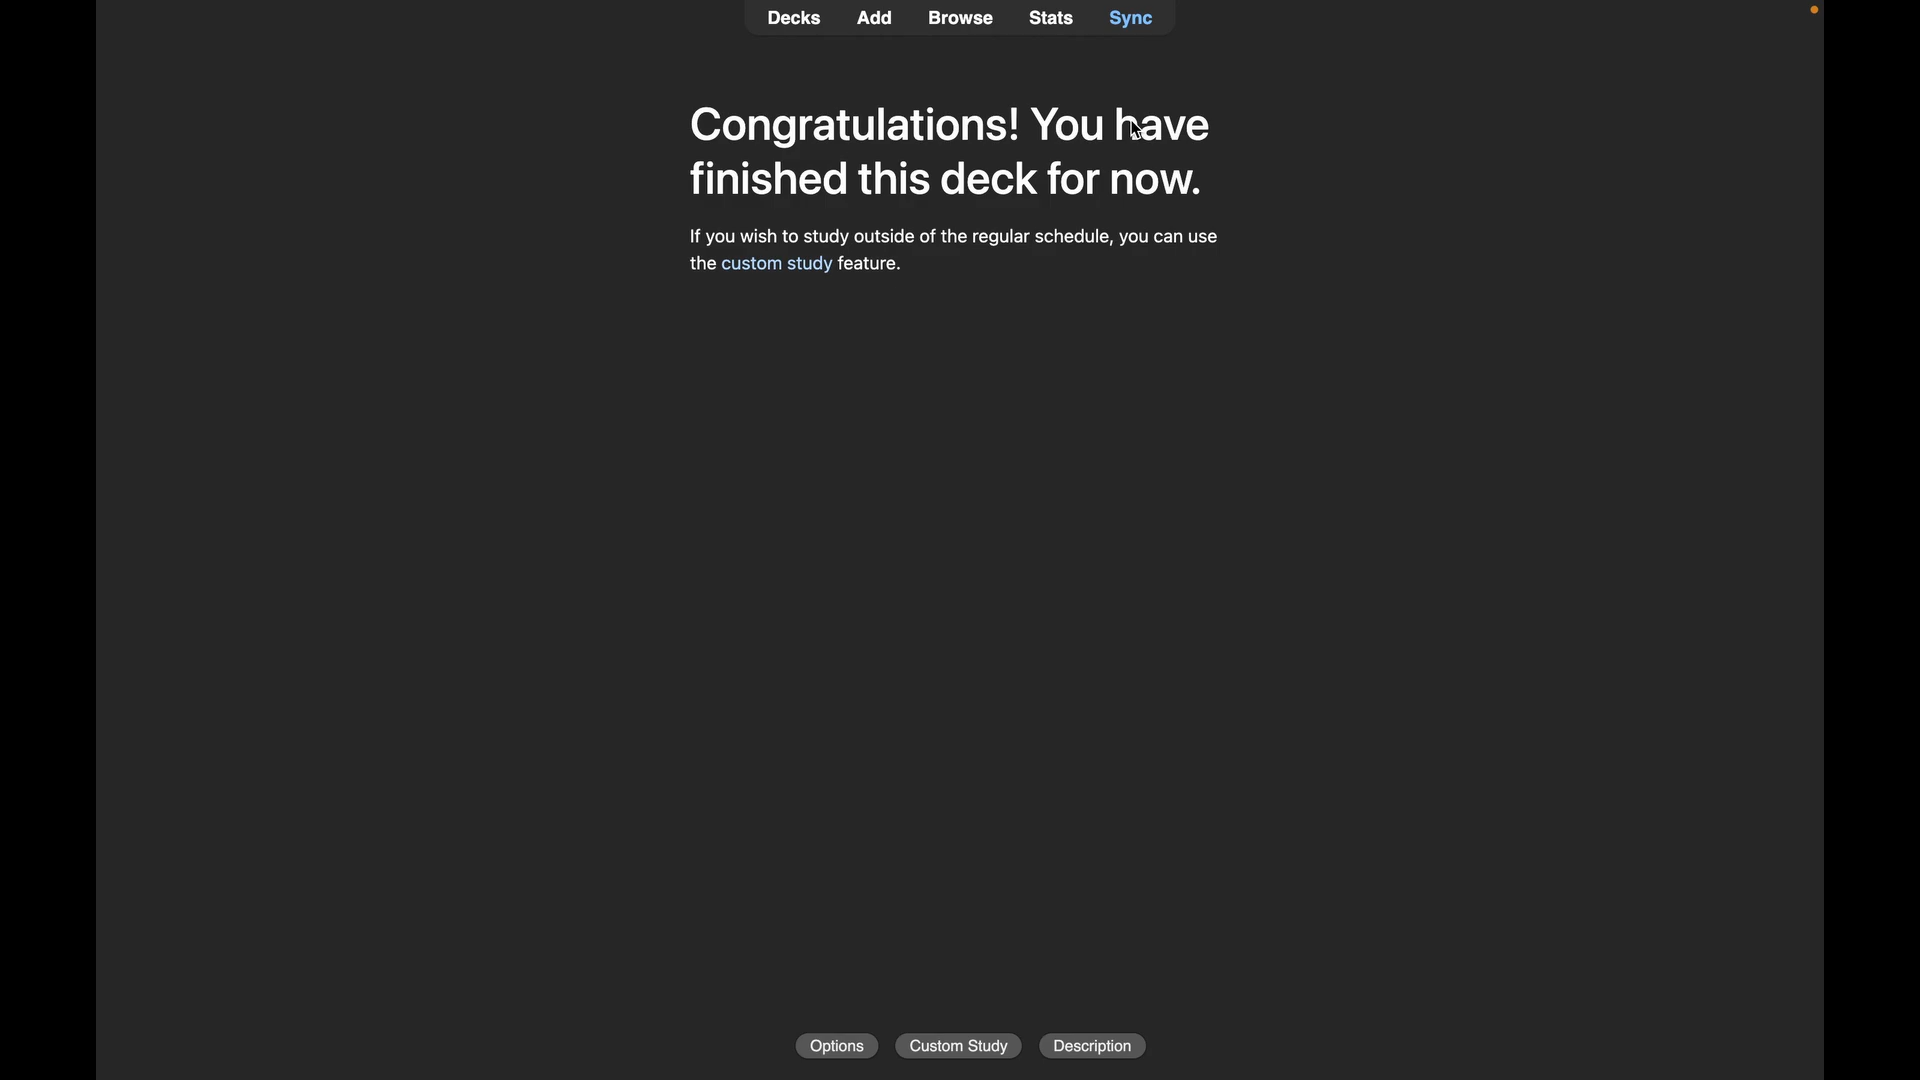 Decks Add Browse Stats Sync
Congratulations! You have
finished this deck for now.
If you wish to study outside of the regular schedule, you can use
the custom study feature.
Options Custom Study Description